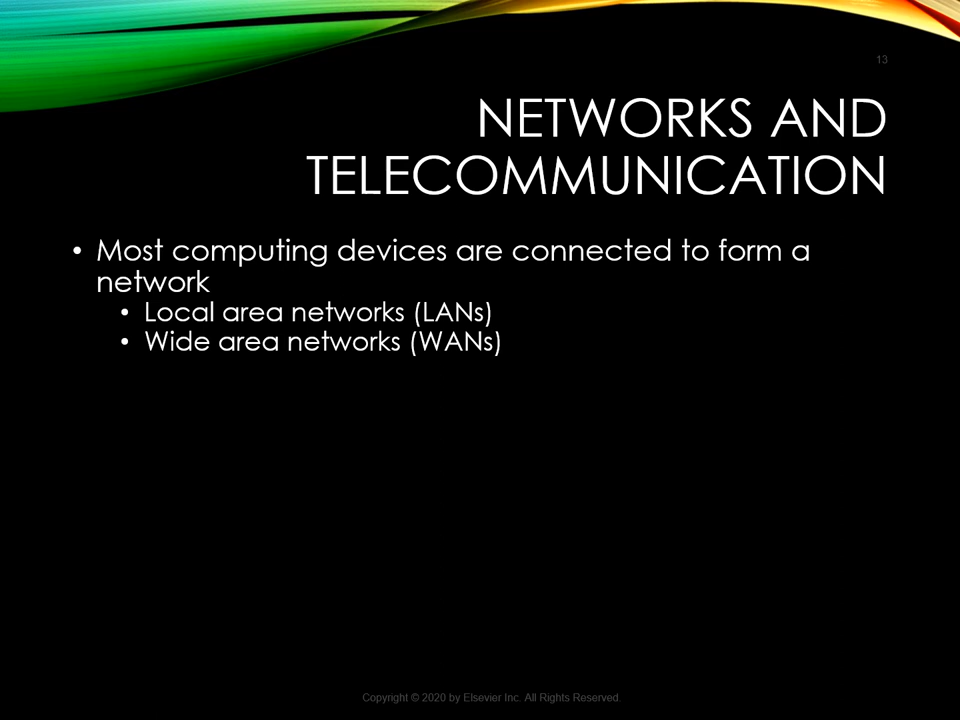 13
NETWORKS AND
TELECOMMUNICATION
• Most computing devices are connected to form a
network
• Local area networks (LANs)
• Wide area networks (WANs)
Copyright © 2020 by Elsevier Inc. All Rights Reserved.